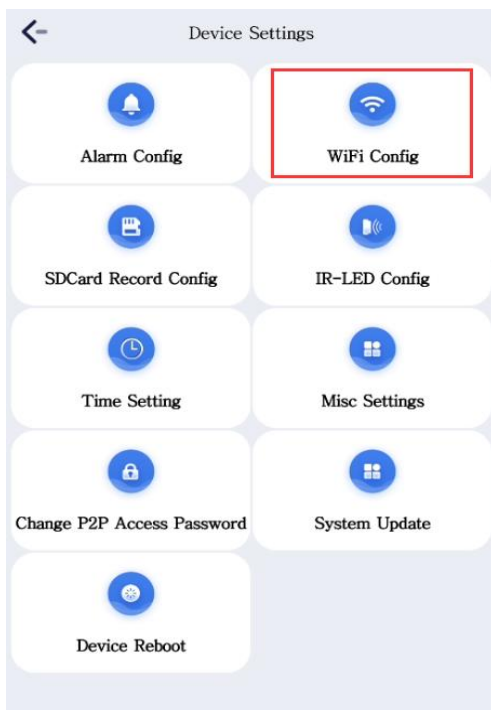 Device Settings
Alarm Config
WiFi Config
SDCard Record Config
IR-LED Config
Time Setting
Misc Settings
Change P2P Access Password
System Update
Device Reboot